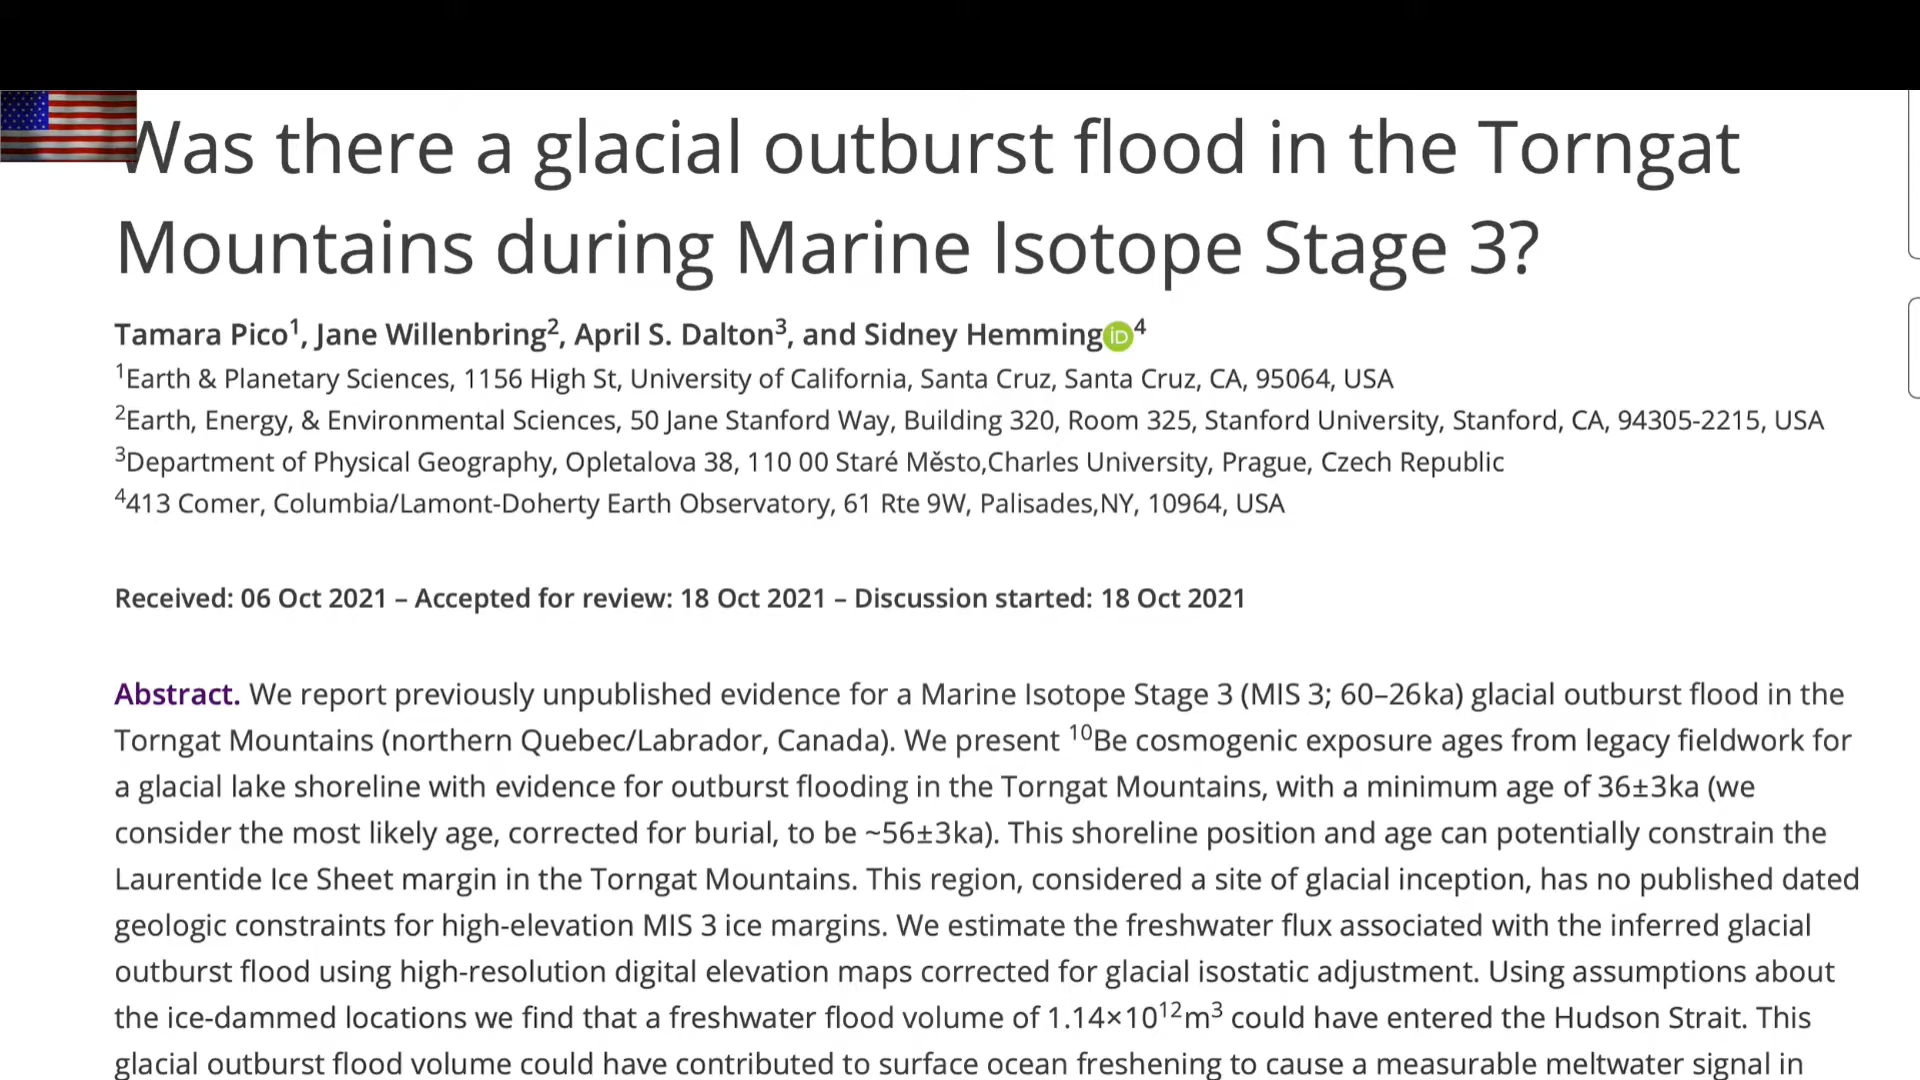 Was there a glacial outburst flood in the Torngat
Mountains during Marine Isotope Stage 3?
Tamara Pico1, Jane Willenbring2, April S. Dalton3, and Sidney Hemming iD 4
1Earth & Planetary Sciences, 1156 High St, University of California, Santa Cruz, Santa Cruz, CA, 95064, USA
2Earth, Energy, & Environmental Sciences, 50 Jane Stanford Way, Building 320, Room 325, Stanford University, Stanford, CA, 94305-2215, USA
3Department of Physical Geography, Opletalova 38, 110 00 Staré Město,Charles University, Prague, Czech Republic
4413 Comer, Columbia/Lamont-Doherty Earth Observatory, 61 Rte 9W, Palisades,NY, 10964, USA
Received: 06 Oct 2021 – Accepted for review: 18 Oct 2021 – Discussion started: 18 Oct 2021
Abstract. We report previously unpublished evidence for a Marine Isotope Stage 3 (MIS 3; 60–26ka) glacial outburst flood in the
Torngat Mountains (northern Quebec/Labrador, Canada). We present 10Be cosmogenic exposure ages from legacy fieldwork for
a glacial lake shoreline with evidence for outburst flooding in the Torngat Mountains, with a minimum age of 36±3ka (we
consider the most likely age, corrected for burial, to be ~56±3ka). This shoreline position and age can potentially constrain the
Laurentide Ice Sheet margin in the Torngat Mountains. This region, considered a site of glacial inception, has no published dated
geologic constraints for high-elevation MIS 3 ice margins. We estimate the freshwater flux associated with the inferred glacial
outburst flood using high-resolution digital elevation maps corrected for glacial isostatic adjustment. Using assumptions about
the ice-dammed locations we find that a freshwater flood volume of 1.14×10¹²m³ could have entered the Hudson Strait. This
glacial outburst flood volume could have contributed to surface ocean freshening to cause a measurable meltwater signal in